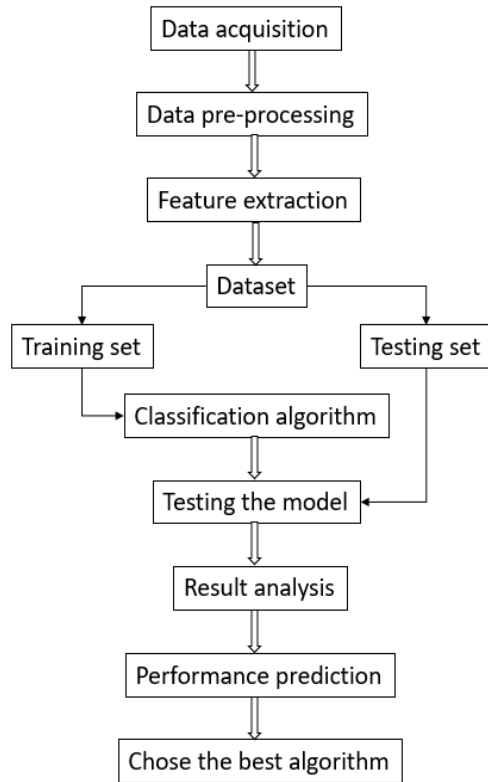 Data acquisition
Data pre-processing
Feature extraction
Dataset
Training set
Testing set
Classification algorithm
Testing the model
Result analysis
Performance prediction
Chose the best algorithm